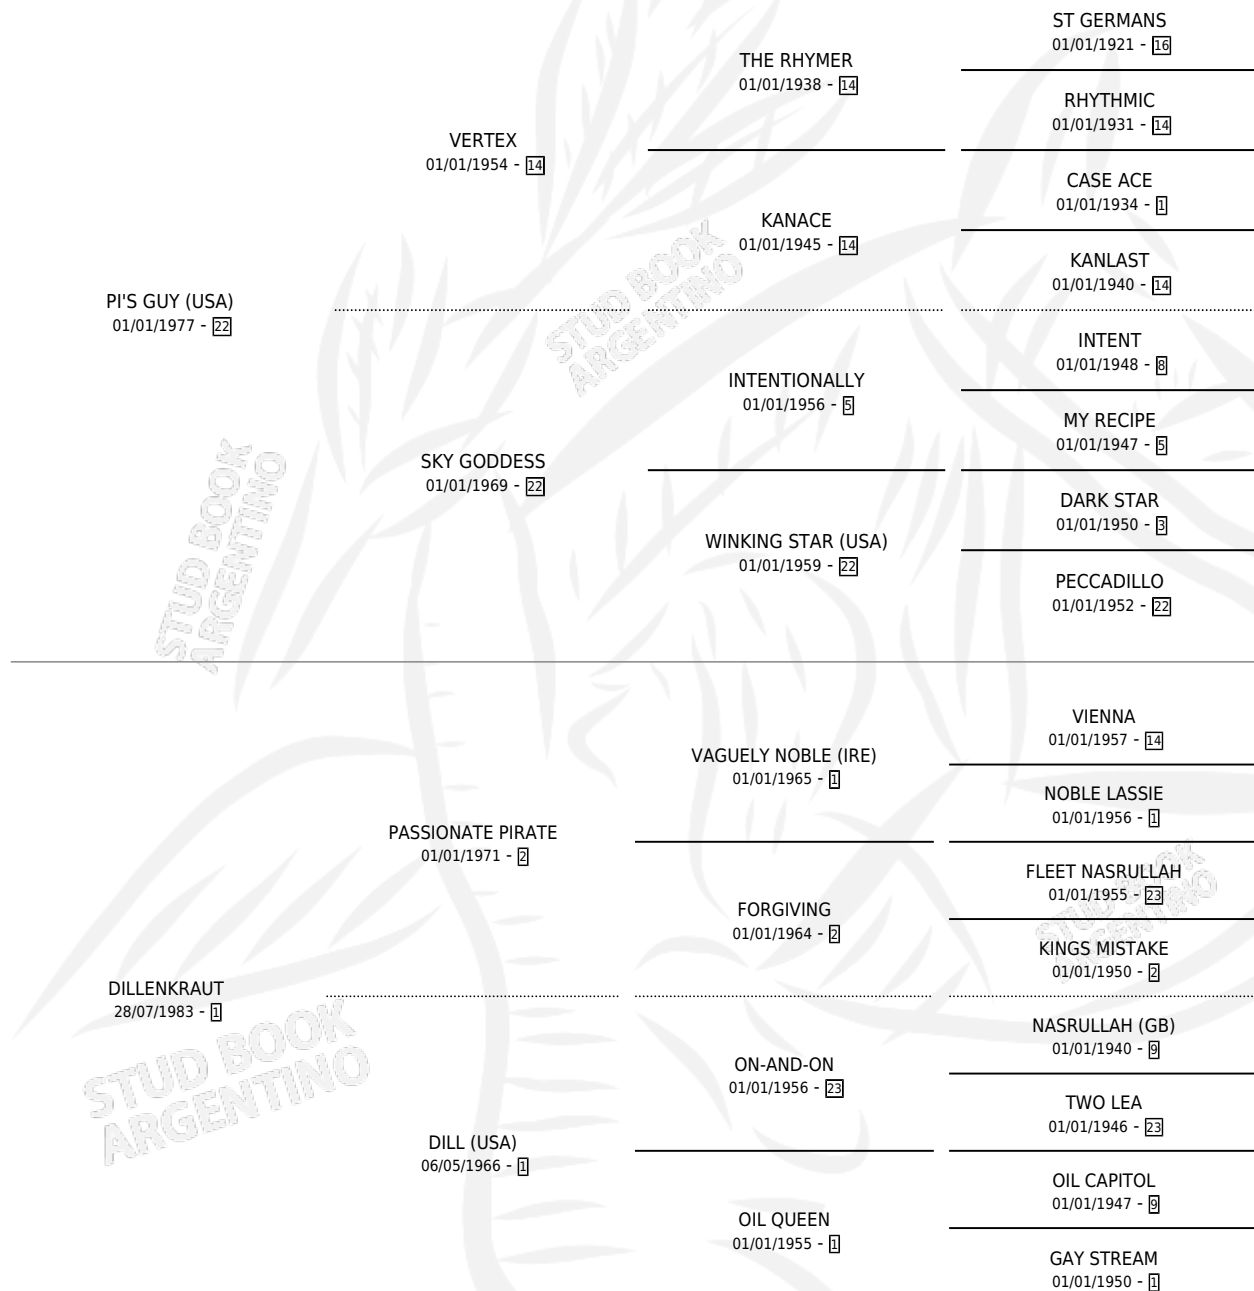 ST GERMANS
01/01/1921 - 16
THE RHYMER
01/01/1938 - 14
RHYTHMIC
01/01/1931 - 14
VERTEX
01/01/1954 - 14
CASE ACE
01/01/1934 - 1
KANACE
01/01/1945 - 14
KANLAST
01/01/1940 - 14
PI'S GUY (USA)
01/01/1977 - 22
STUD BOOK
ARGENTINO
INTENT
01/01/1948 - 8
INTENTIONALLY
01/01/1956 - 5
MY RECIPE
01/01/1947 - 5
SKY GODDESS
01/01/1969 - 22
DARK STAR
01/01/1950 - 3
WINKING STAR (USA)
01/01/1959 - 22
PECCADILLO
01/01/1952 - 22
STUD BOOK
ARGENTINO
VIENNA
01/01/1957 - 14
VAGUELY NOBLE (IRE)
01/01/1965 - 1
NOBLE LASSIE
01/01/1956 - 1
PASSIONATE PIRATE
01/01/1971 - 2
FLEET NASRULLAH
01/01/1955 - 23
STUD BOOK
ARGENTINO
FORGIVING
01/01/1964 - 2
KINGS MISTAKE
01/01/1950 - 2
DILLENKRAUT
28/07/1983 - 1
STUD BOOK
ARGENTINO
NASRULLAH (GB)
01/01/1940 - 9
ON-AND-ON
01/01/1956 - 23
TWO LEA
01/01/1946 - 23
DILL (USA)
06/05/1966 - 1
OIL CAPITOL
01/01/1947 - 9
OIL QUEEN
01/01/1955 - 1
GAY STREAM
01/01/1950 - 1